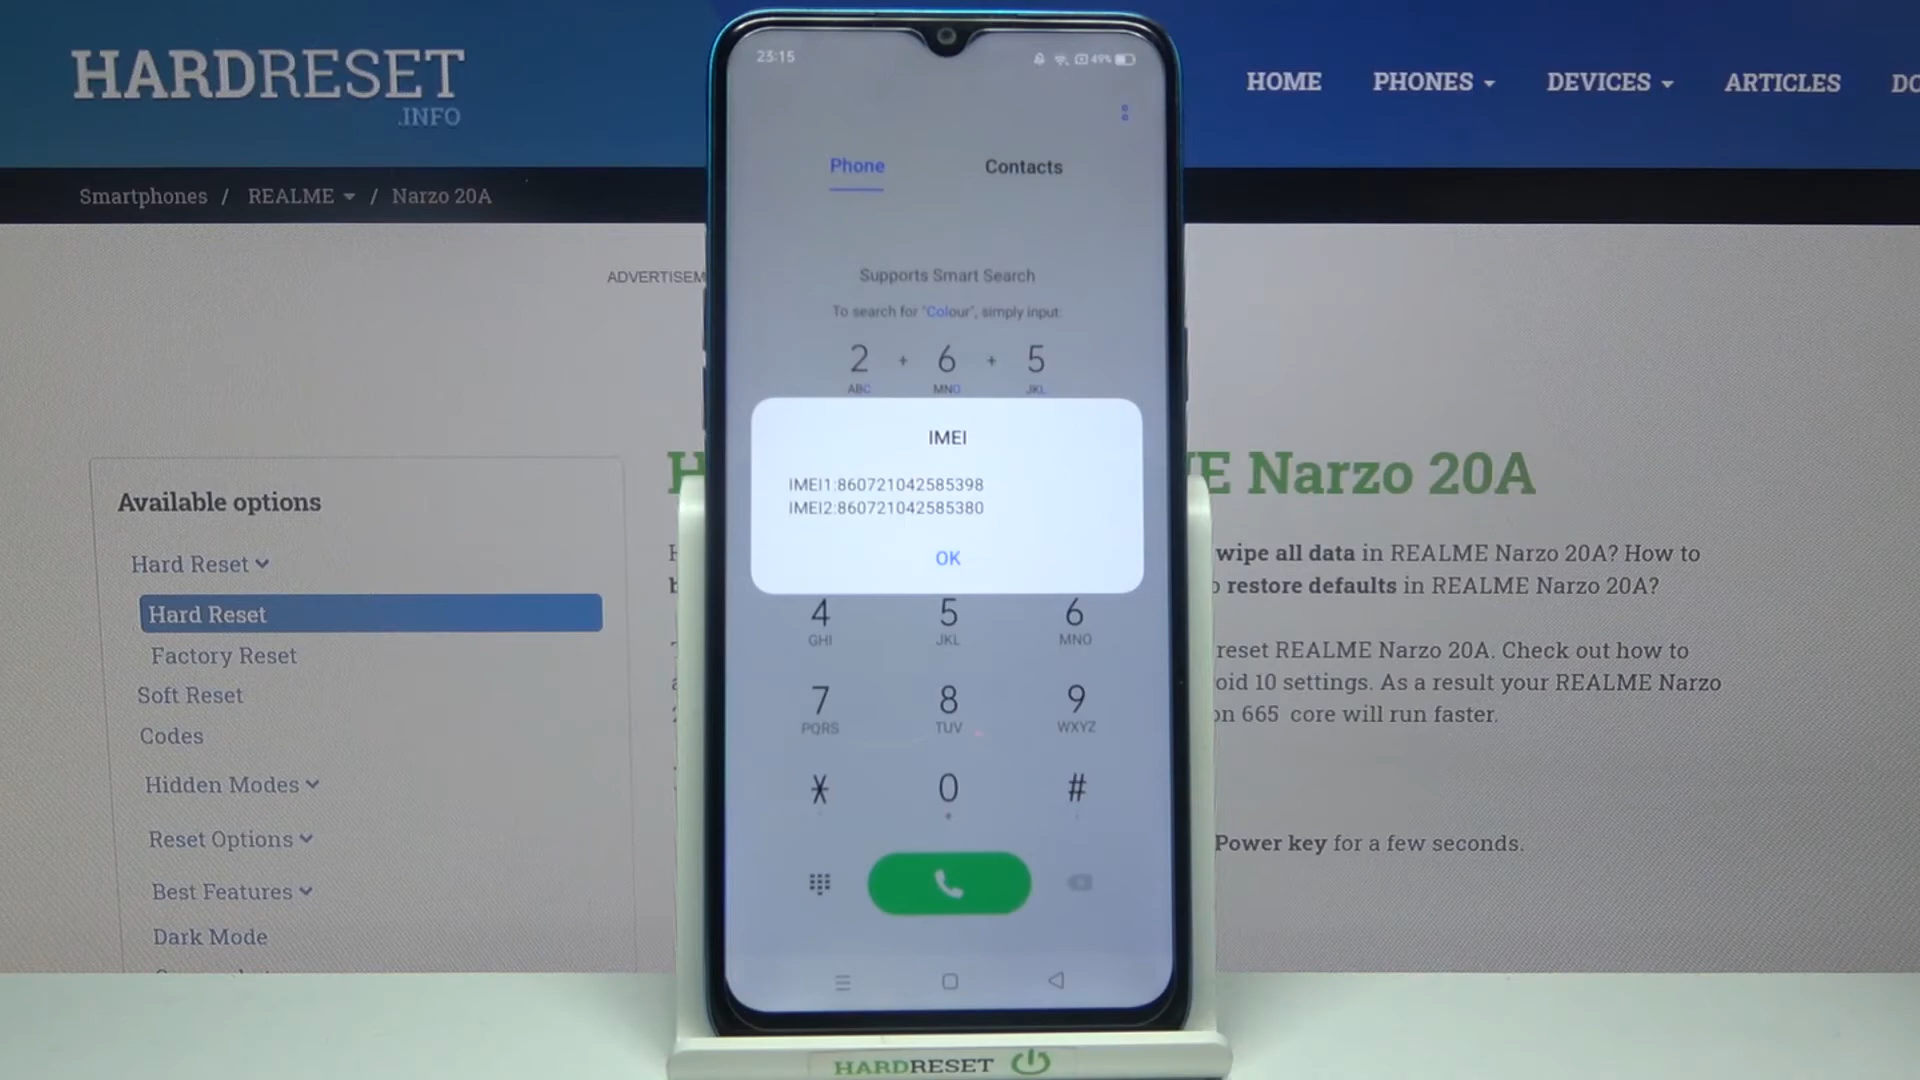 HARDRESET
.INFO
HOME PHONES DEVICES ARTICLES
Smartphones / REALME / Narzo 20A
ADVERTISEM
23:15
49%
Phone Contacts
Supports Smart Search
To search for "Colour", simply input:
2 + 6 + 5
ABC MNO JKL
IMEI
IMEI1:860721042585398
IMEI2:860721042585380
OK
4 5 6
GHI JKL MNO
7 8 9
PQRS TUV WXYZ
* 0 #
+
Available options
Hard Reset
Hard Reset
Factory Reset
Soft Reset
Codes
Hidden Modes
Reset Options
Best Features
Dark Mode
Narzo 20A
wipe all data in REALME Narzo 20A? How to
restore defaults in REALME Narzo 20A?
reset REALME Narzo 20A. Check out how to
oid 10 settings. As a result your REALME Narzo
on 665 core will run faster.
Power key for a few seconds.
HARDRESET